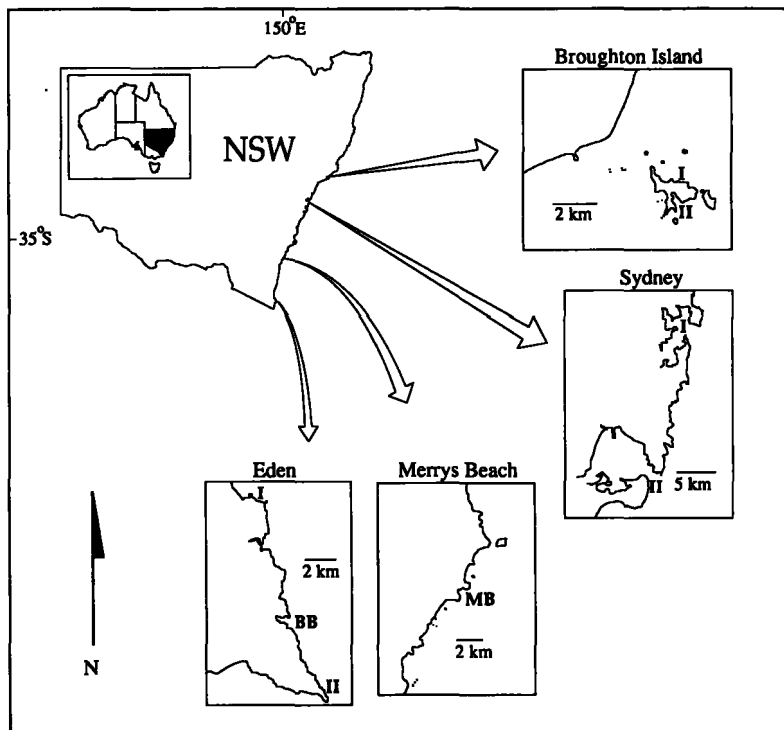 150°E
Broughton Island
NSW
I
II
2 km
35°S
Sydney
I
II
5 km
Eden
I
2 km
BB
II
Merrys Beach
MB
2 km
N